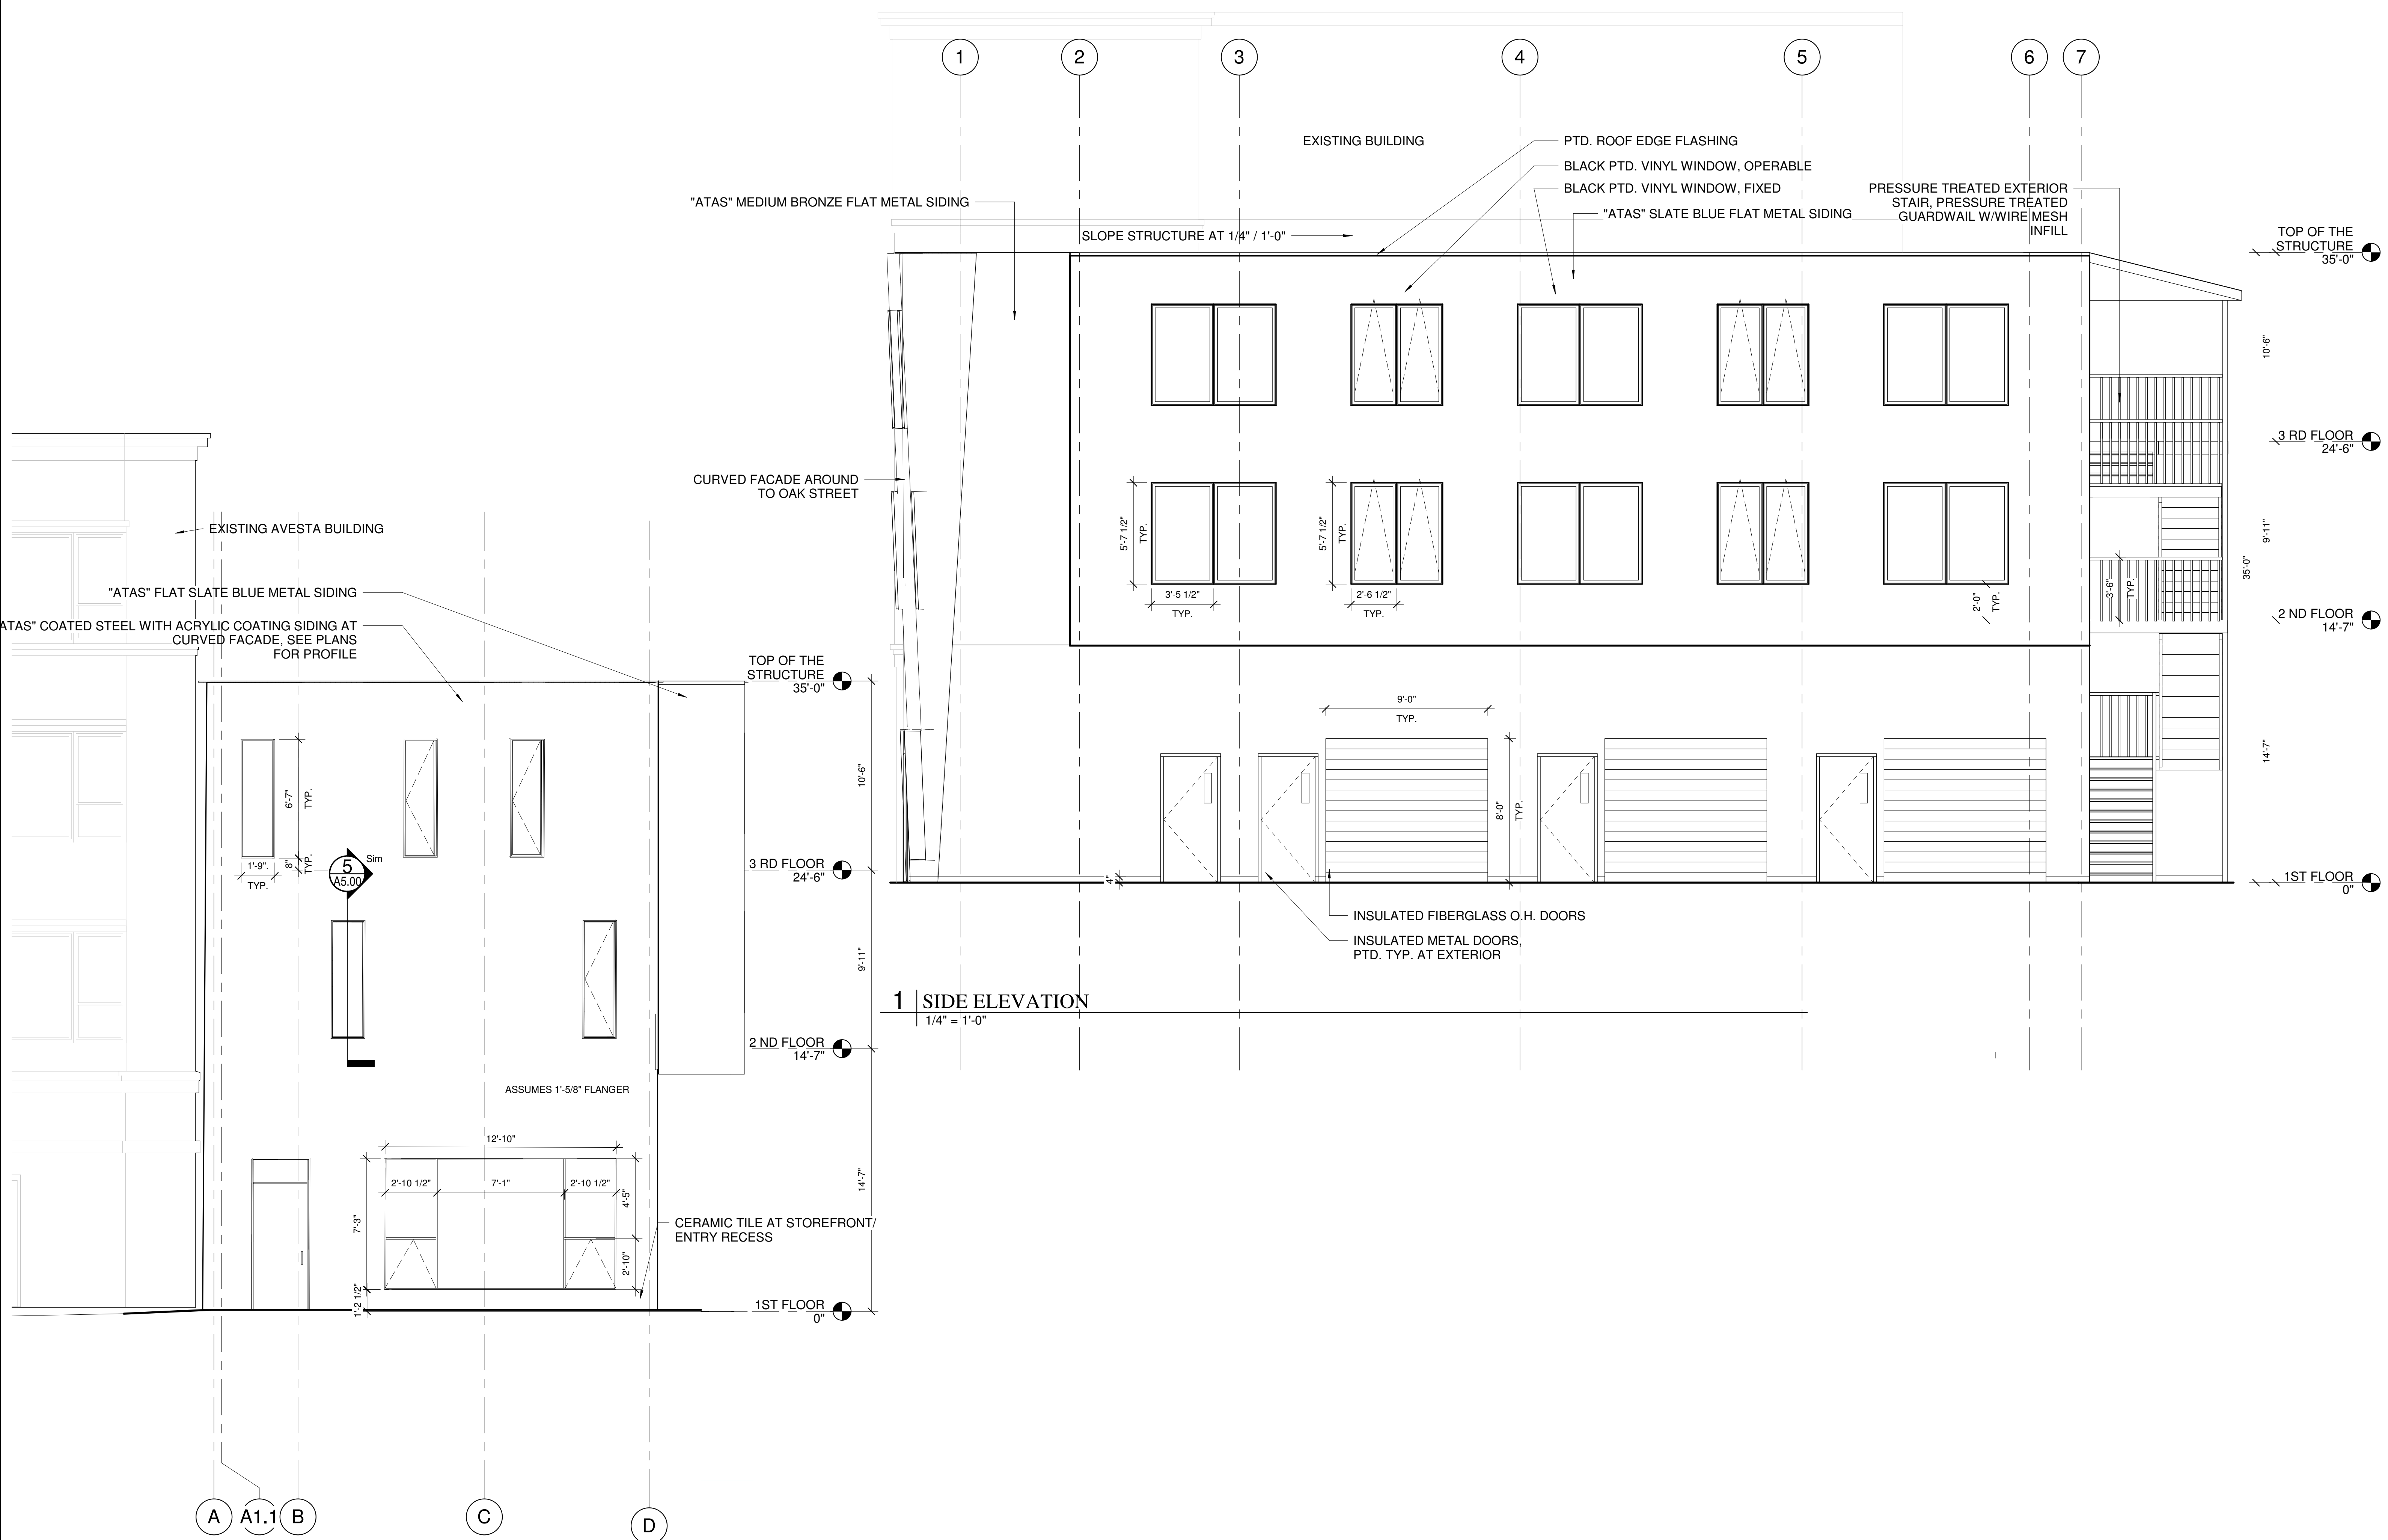 1
2
3
4
5
6
7
EXISTING BUILDING
PTD. ROOF EDGE FLASHING
BLACK PTD. VINYL WINDOW, OPERABLE
BLACK PTD. VINYL WINDOW, FIXED
"ATAS" SLATE BLUE FLAT METAL SIDING
PRESSURE TREATED EXTERIOR
STAIR, PRESSURE TREATED
GUARDWAIL W/WIRE MESH
INFILL
"ATAS" MEDIUM BRONZE FLAT METAL SIDING
SLOPE STRUCTURE AT 1/4" / 1'-0"
TOP OF THE
STRUCTURE
35'-0"
10'-6"
3 RD FLOOR
24'-6"
CURVED FACADE AROUND
TO OAK STREET
5'-7 1/2"
TYP.
5'-7 1/2"
TYP.
3'-5 1/2"
TYP.
2'-6 1/2"
TYP.
2'-0"
TYP.
3'-6"
TYP.
35'-0"
9'-11"
2 ND FLOOR
14'-7"
9'-0"
TYP.
8'-0"
TYP.
14'-7"
4"
1ST FLOOR
0"
INSULATED FIBERGLASS O.H. DOORS
INSULATED METAL DOORS,
PTD. TYP. AT EXTERIOR
1
SIDE ELEVATION
1/4" = 1'-0"
EXISTING AVESTA BUILDING
"ATAS" FLAT SLATE BLUE METAL SIDING
ATAS" COATED STEEL WITH ACRYLIC COATING SIDING AT
CURVED FACADE, SEE PLANS
FOR PROFILE
TOP OF THE
STRUCTURE
35'-0"
6'-7"
TYP.
10'-6"
8"
TYP.
1'-9".
TYP.
5
A5.00
Sim
3 RD FLOOR
24'-6"
9'-11"
2 ND FLOOR
14'-7"
ASSUMES 1'-5/8" FLANGER
12'-10"
2'-10 1/2"
7'-1"
2'-10 1/2"
4'-5"
7'-3"
2'-10"
1'-2 1/2"
14'-7"
CERAMIC TILE AT STOREFRONT/
ENTRY RECESS
1ST FLOOR
0"
A
A1.1
B
C
D